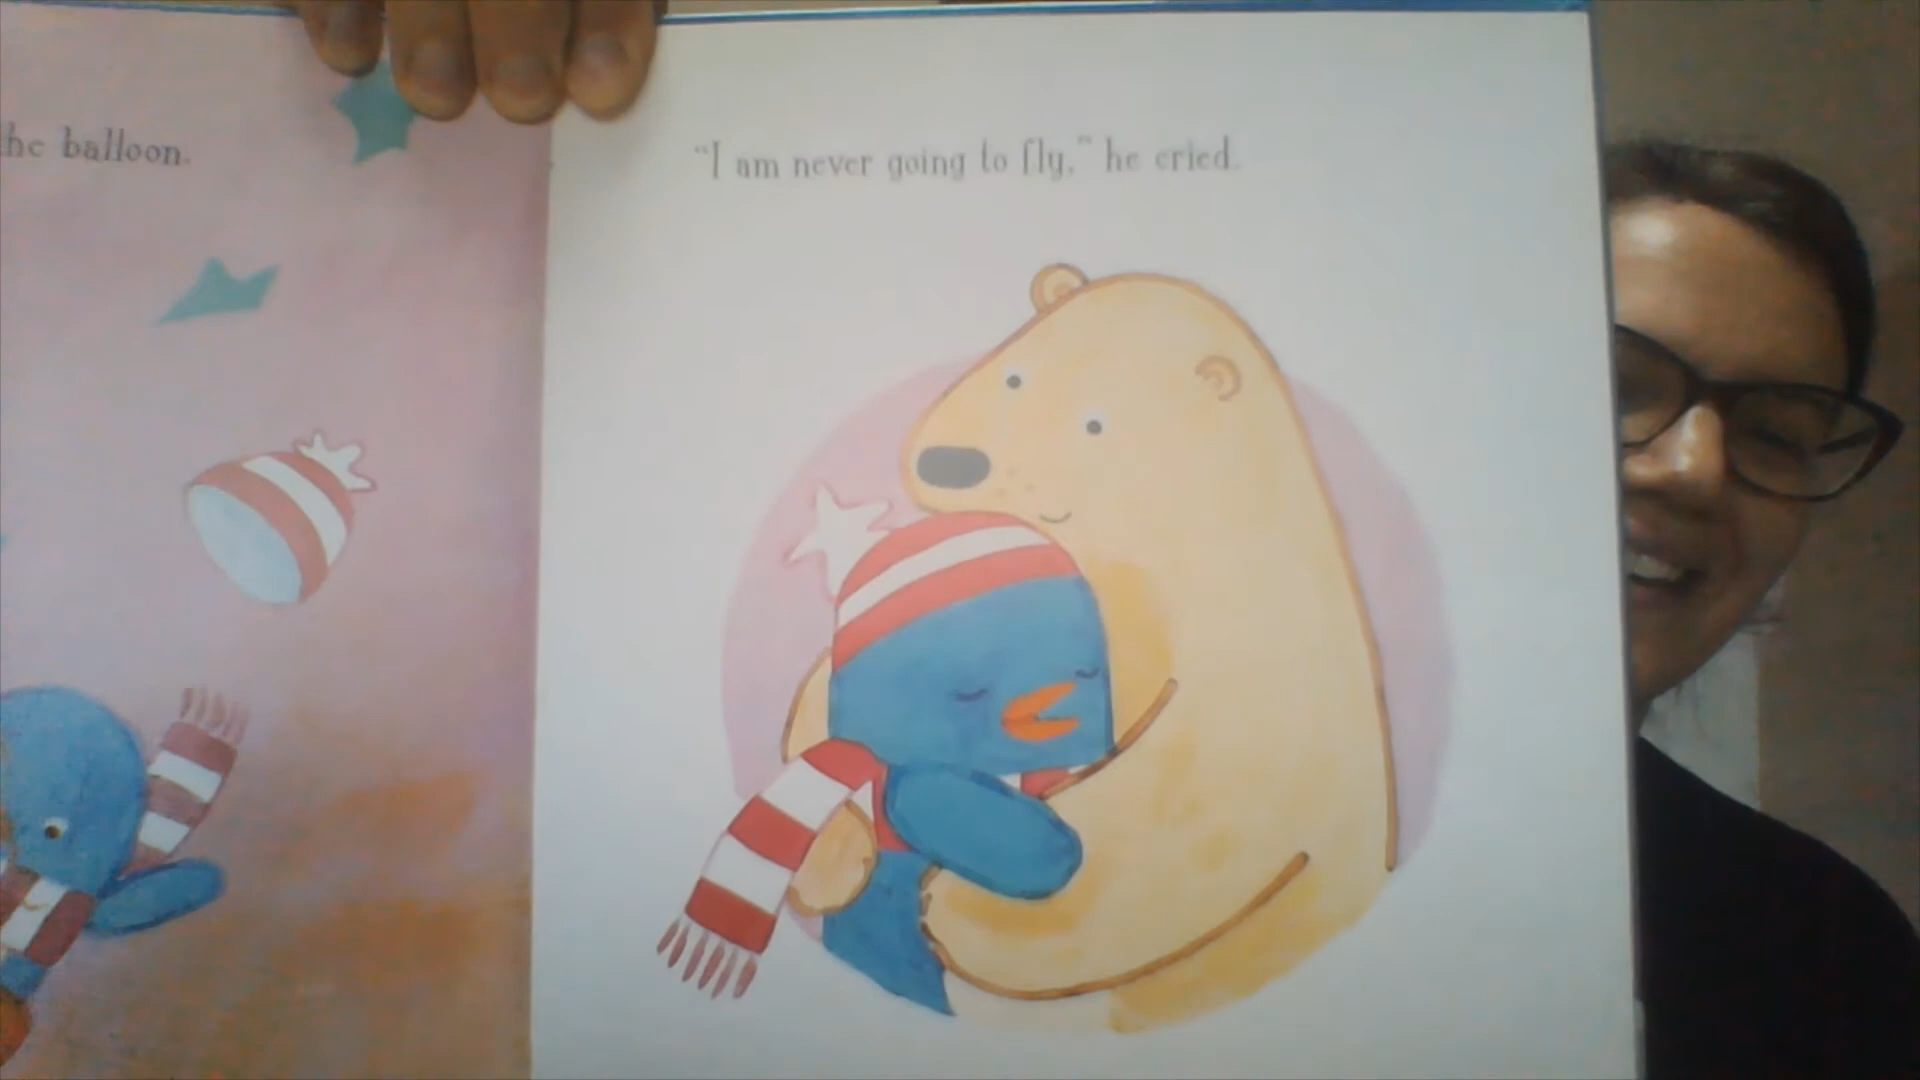 he balloon.
“I am never going to fly,” he cried.